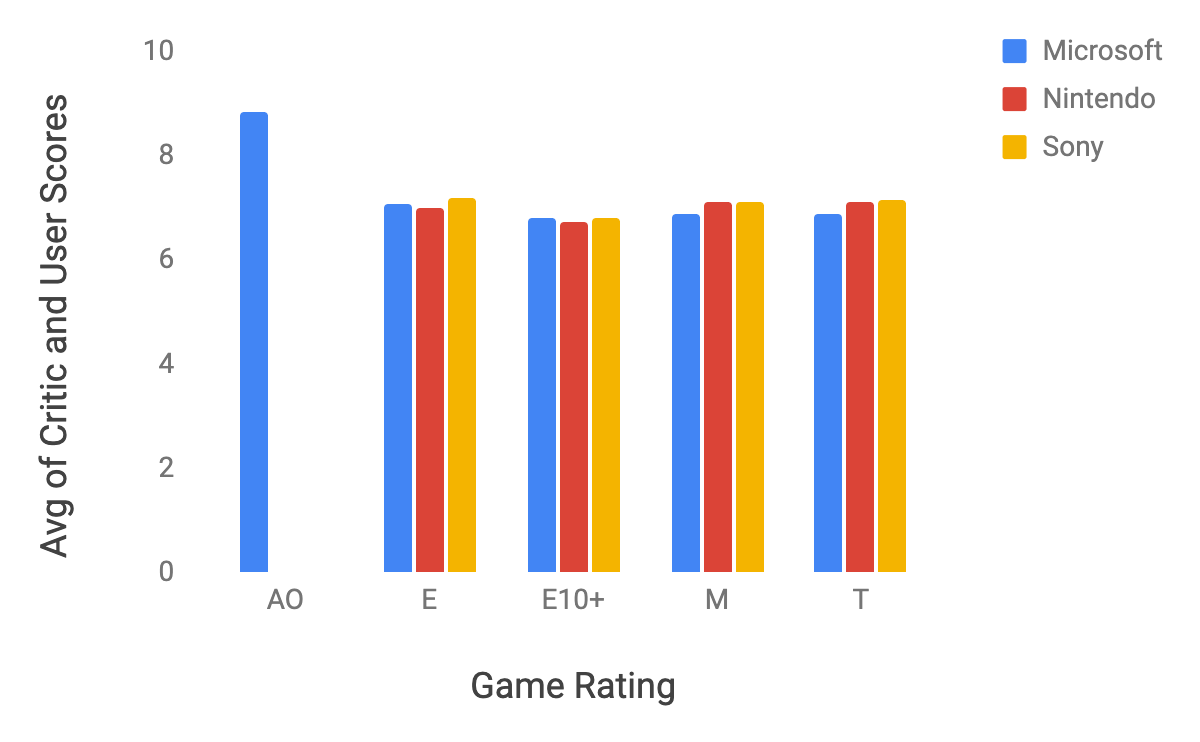 10
8
6
4
2
0
Avg of Critic and User Scores
AO E E10+ M T
Game Rating
Microsoft
Nintendo
Sony